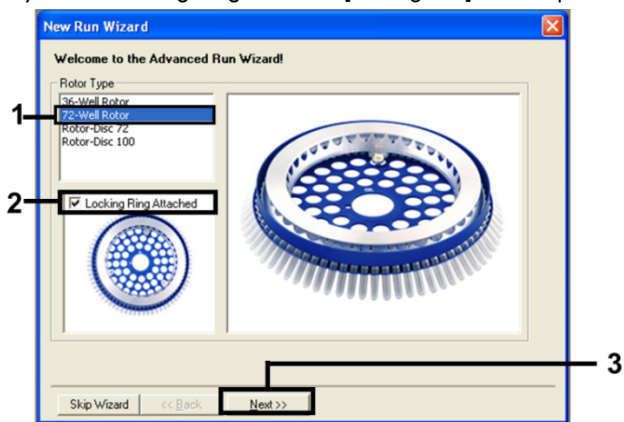 New Run Wizard
Welcome to the Advanced Run Wizard!
Rotor Type
36-Well Rotor
1
72-Well Rotor
Rotor-Disc 72
Rotor-Disc 100
2
Locking Ring Attached
3
Skip Wizard
<< Back
Next >>